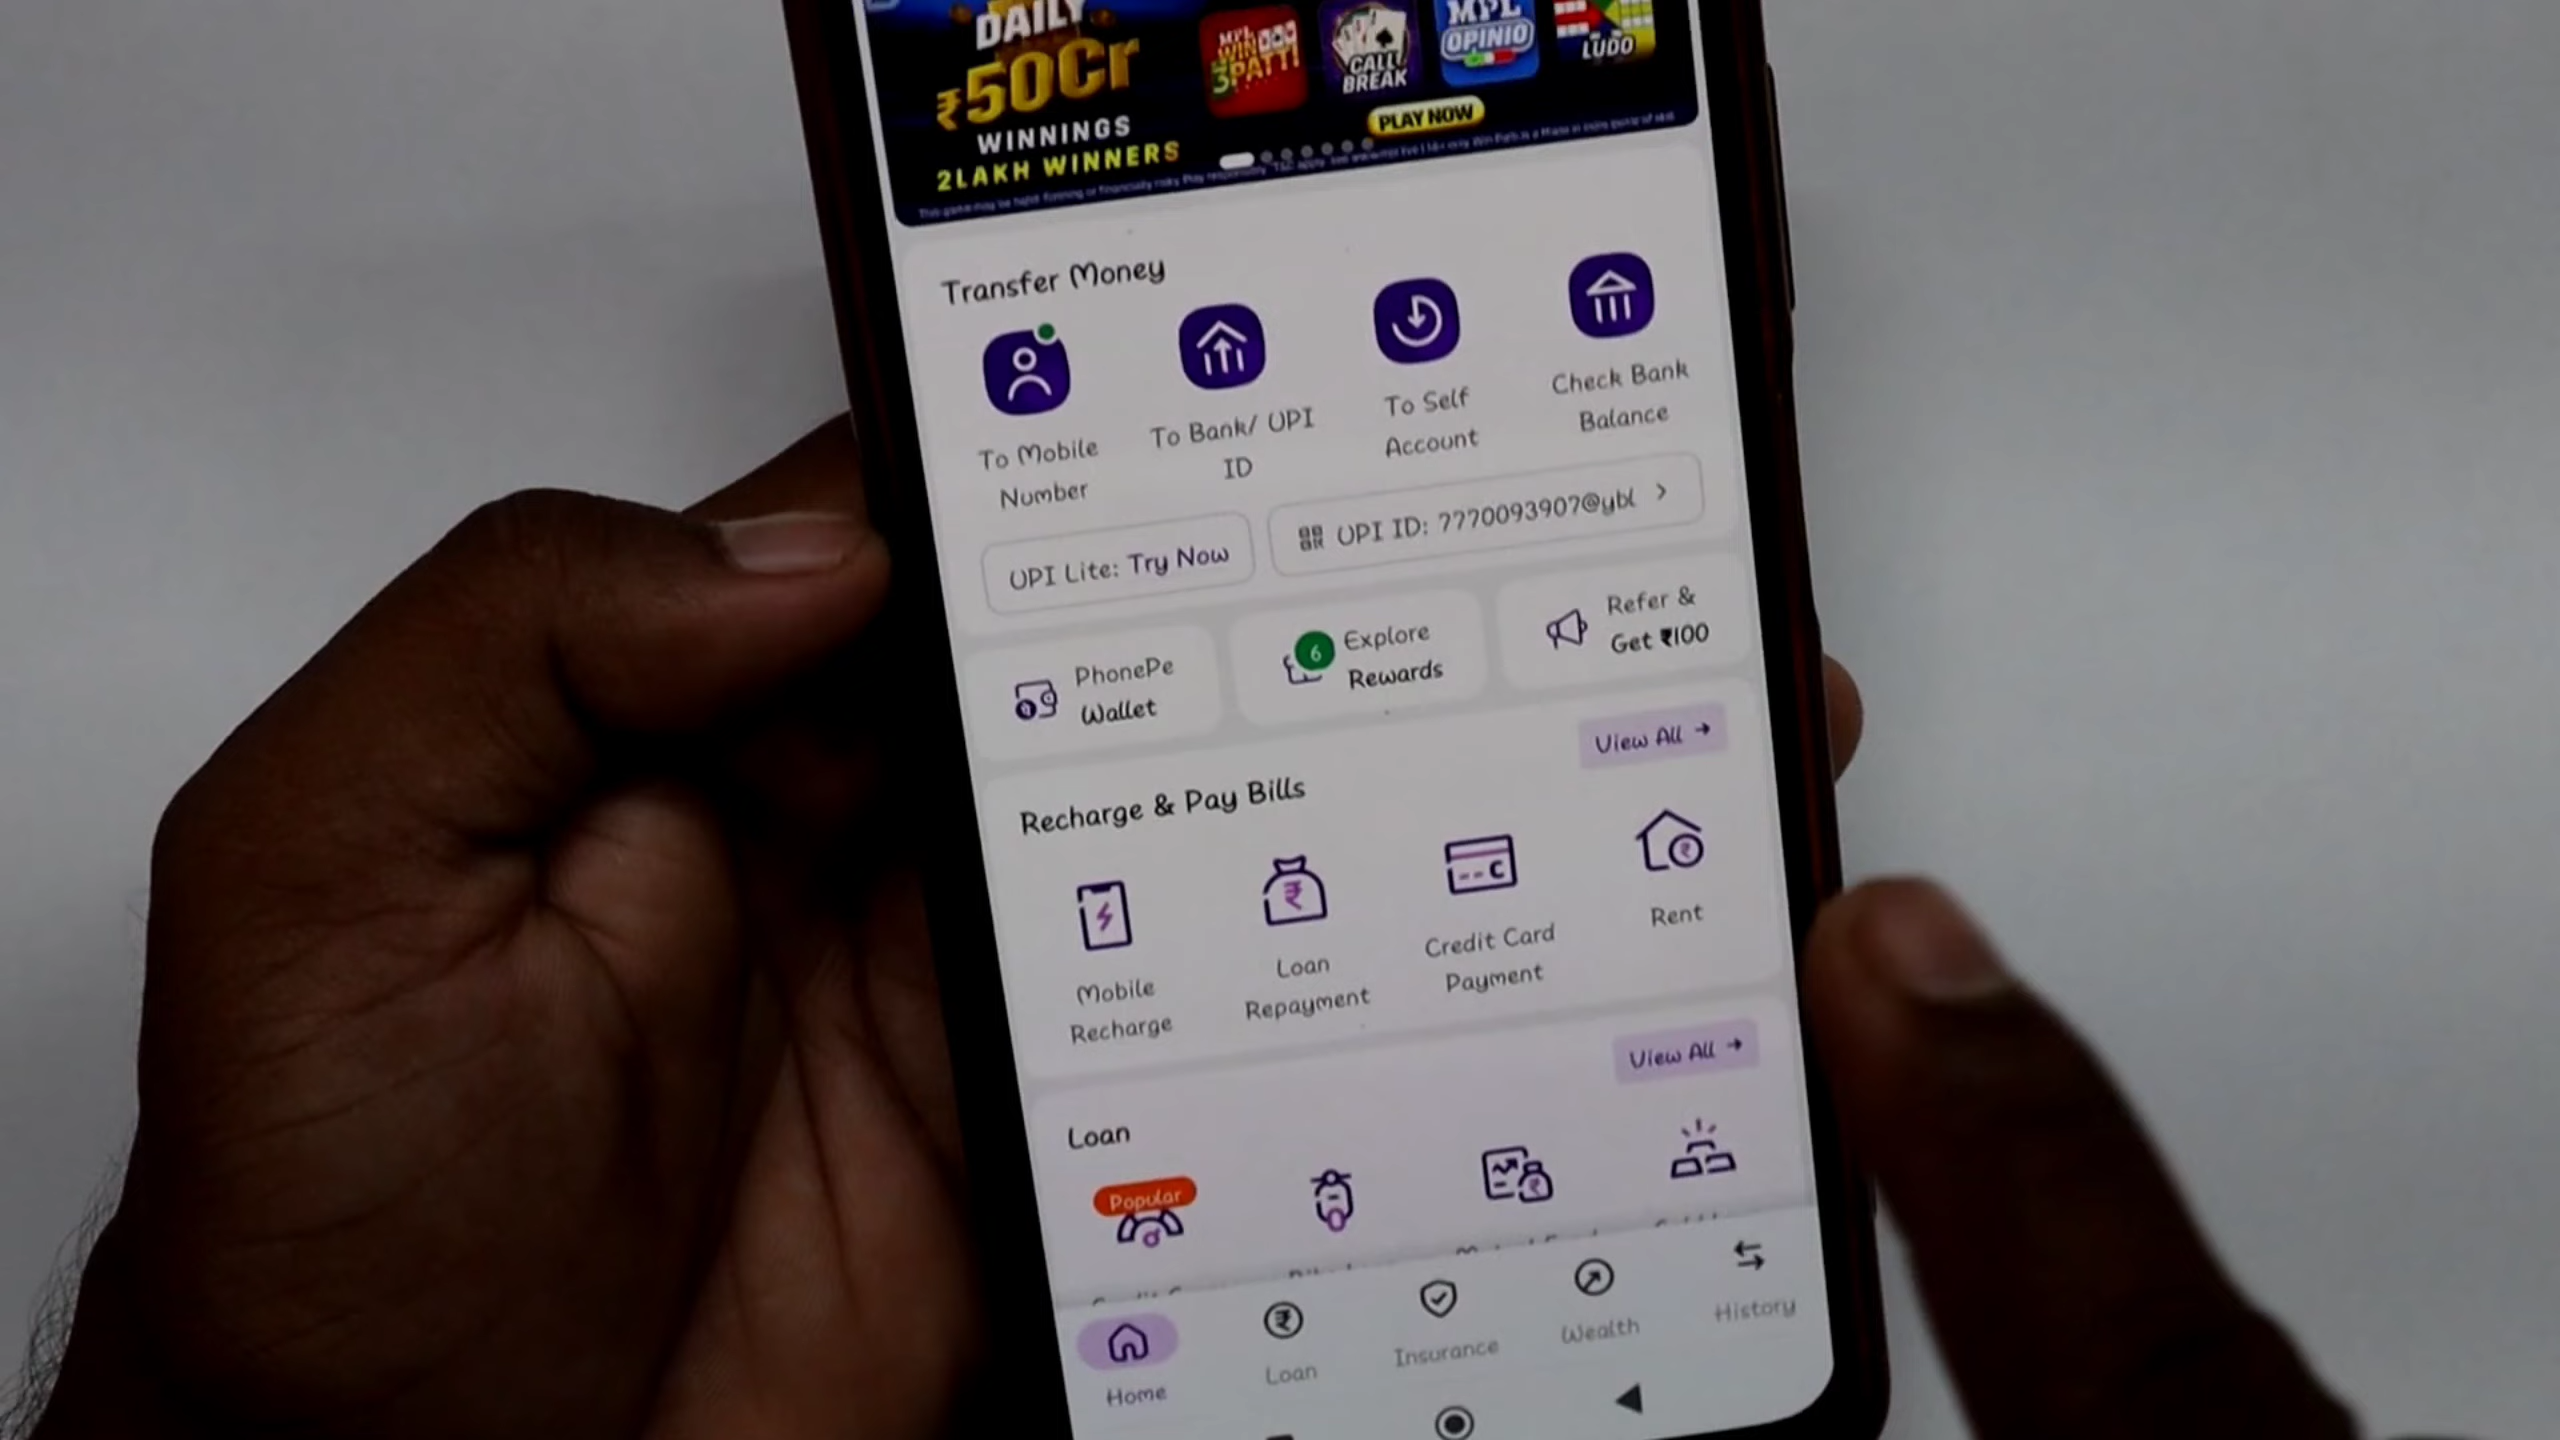 DAILY
₹50Cr
WINNINGS
2LAKH WINNERS
MPL
WIN
3PATTI
CALL
BREAK
MPL
OPINIO
LUDO
PLAY NOW
Transfer Money
To Mobile
Number
To Bank/ UPI
ID
To Self
Account
Check Bank
Balance
UPI Lite: Try Now
UPI ID: 7770093907@ybl
PhonePe
Wallet
6
Explore
Rewards
Refer &
Get ₹100
Recharge & Pay Bills
View All
Mobile
Recharge
Loan
Repayment
Credit Card
Payment
Rent
Loan
View All
Popular
Home
Loan
Insurance
Wealth
History